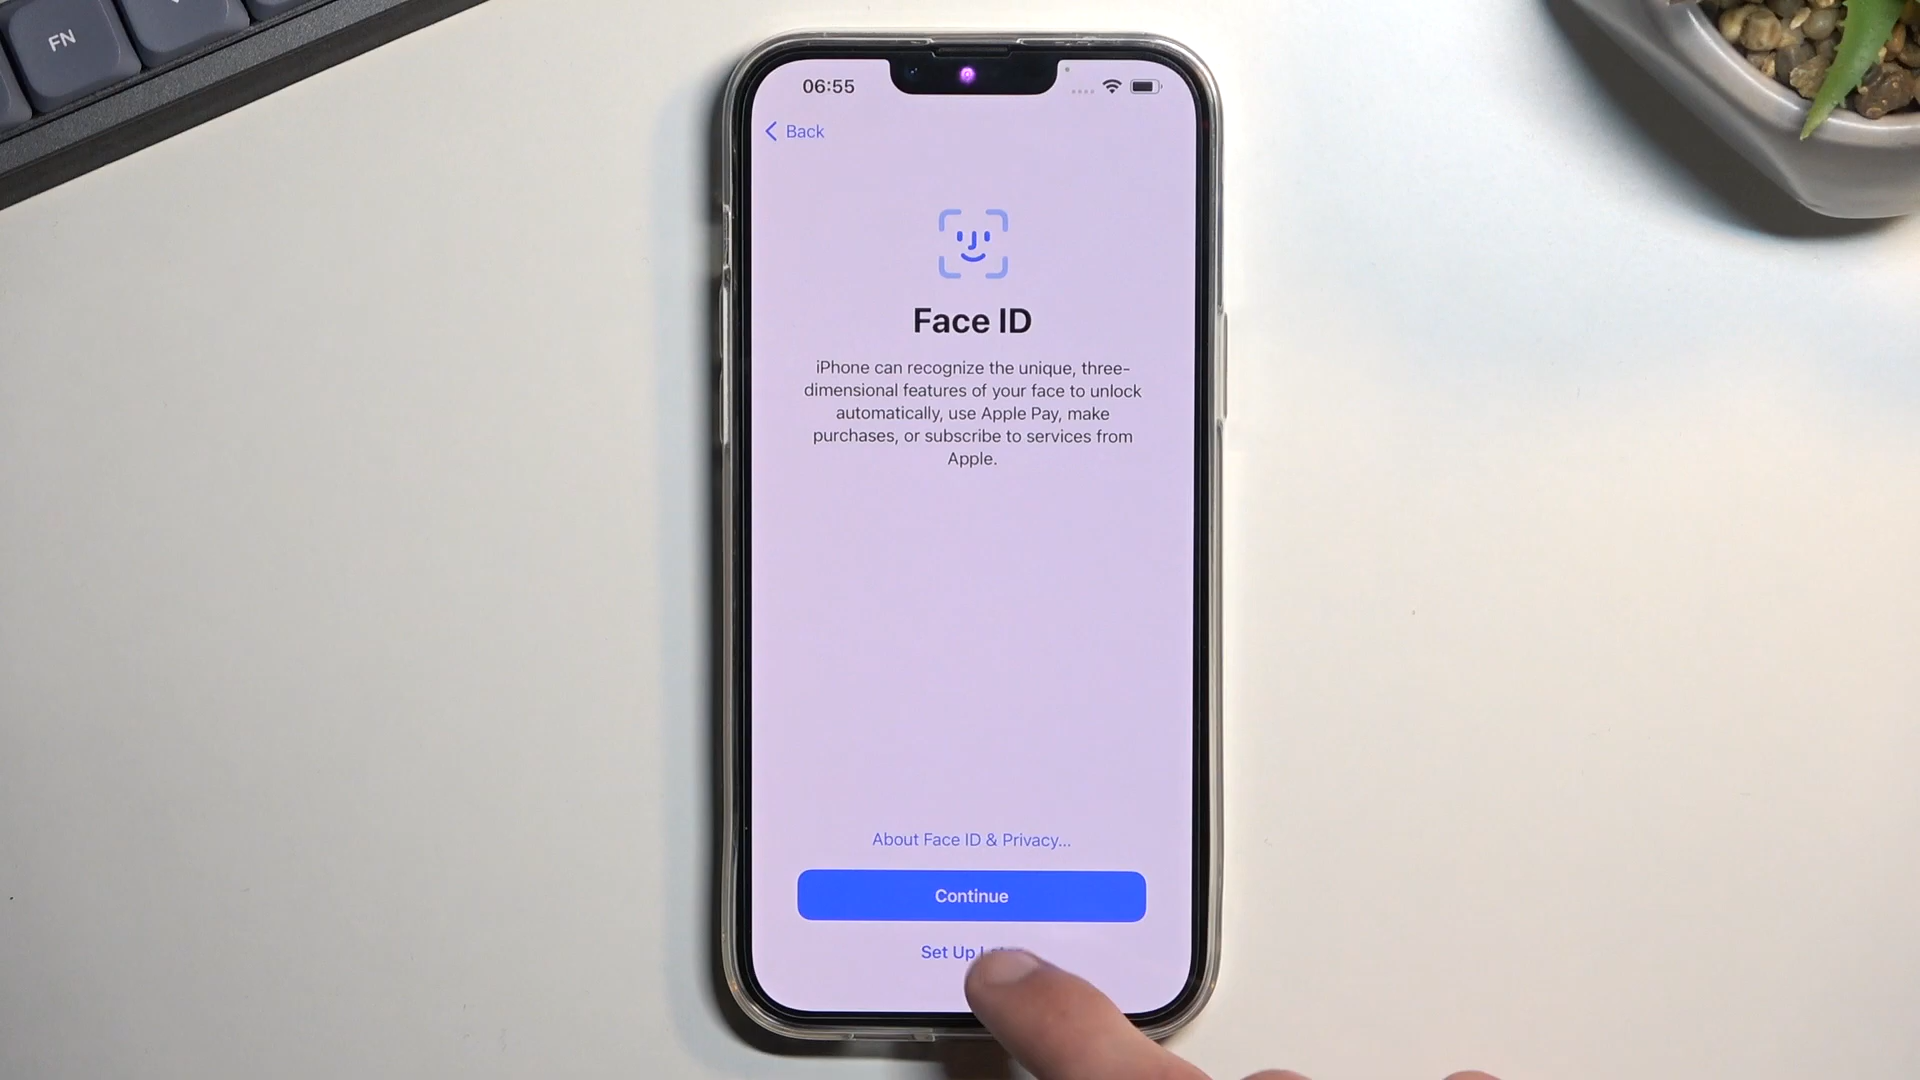 FN
06:55
Back
Face ID
iPhone can recognize the unique, three-
dimensional features of your face to unlock
automatically, use Apple Pay, make
purchases, or subscribe to services from
Apple.
About Face ID & Privacy...
Continue
Set Up